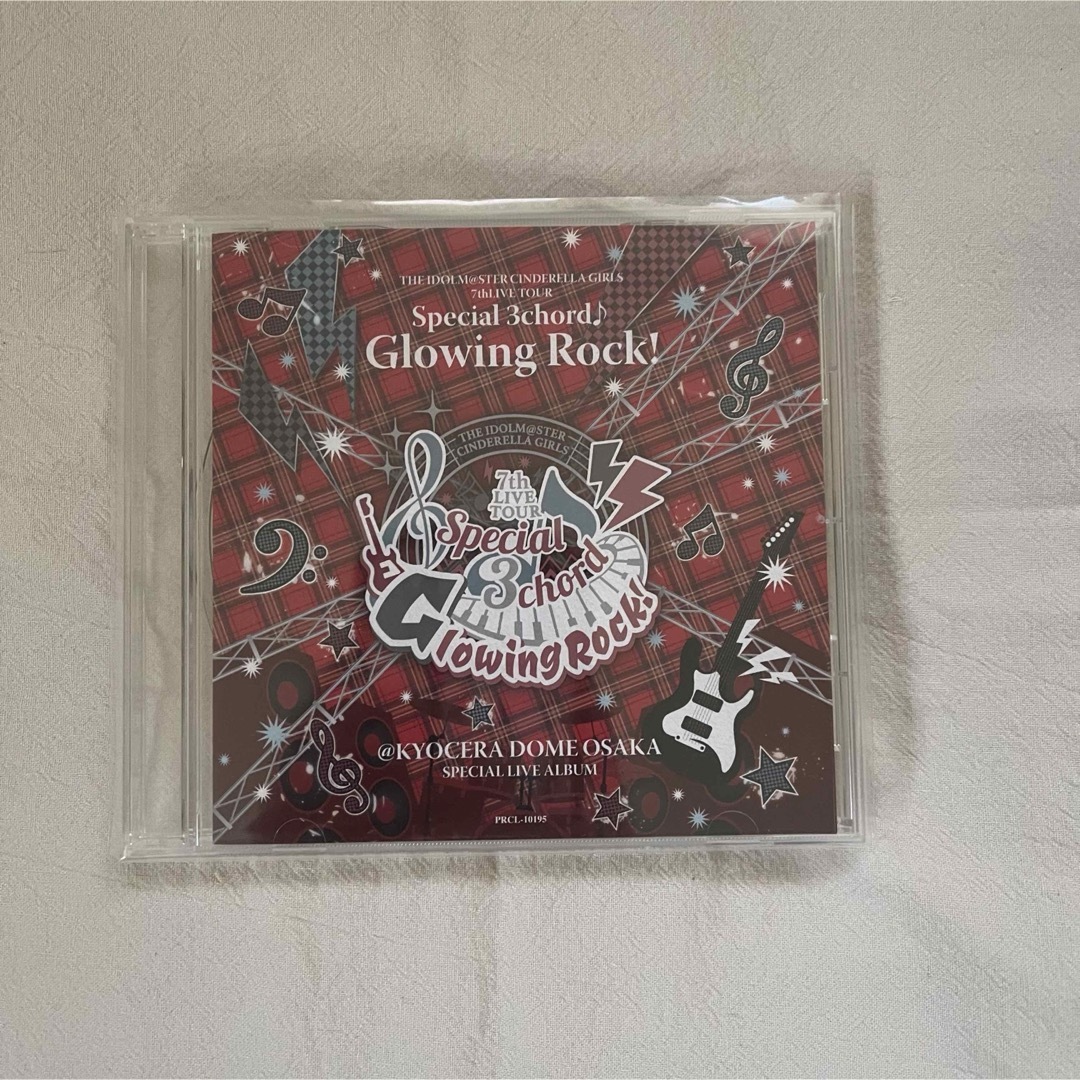 THE IDOLM@STER CINDERELLA GIRLS
7thLIVE TOUR
Special 3chord♪
Glowing Rock!
THE IDOLM@STER
CINDERELLA GIRLS
7th
LIVE
TOUR
Special
3chord
Glowing Rock!
@KYOCERA DOME OSAKA
SPECIAL LIVE ALBUM
PRCL-10195